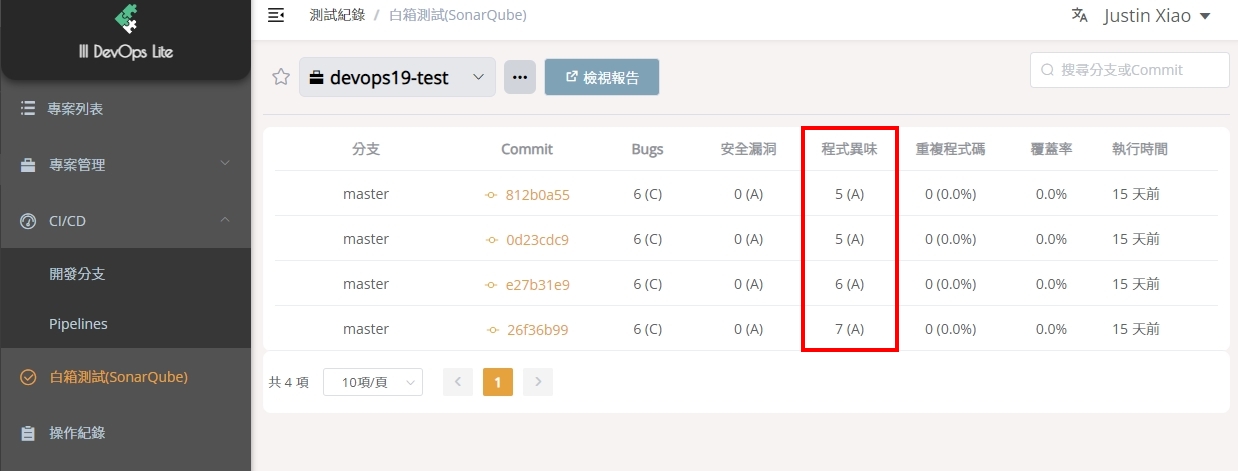 III DevOps Lite
專案列表
專案管理
CI/CD
開發分支
Pipelines
白箱測試(SonarQube)
操作紀錄
測試紀錄 / 白箱測試(SonarQube)
Justin Xiao
devops19-test
檢視報告
搜尋分支或Commit
分支 Commit Bugs 安全漏洞 程式異味 重複程式碼 覆蓋率 執行時間
master 812b0a55 6 (C) 0 (A) 5 (A) 0 (0.0%) 0.0% 15 天前
master 0d23cdc9 6 (C) 0 (A) 5 (A) 0 (0.0%) 0.0% 15 天前
master e27b31e9 6 (C) 0 (A) 6 (A) 0 (0.0%) 0.0% 15 天前
master 26f36b99 6 (C) 0 (A) 7 (A) 0 (0.0%) 0.0% 15 天前
共 4 項 10項/頁 < 1 >